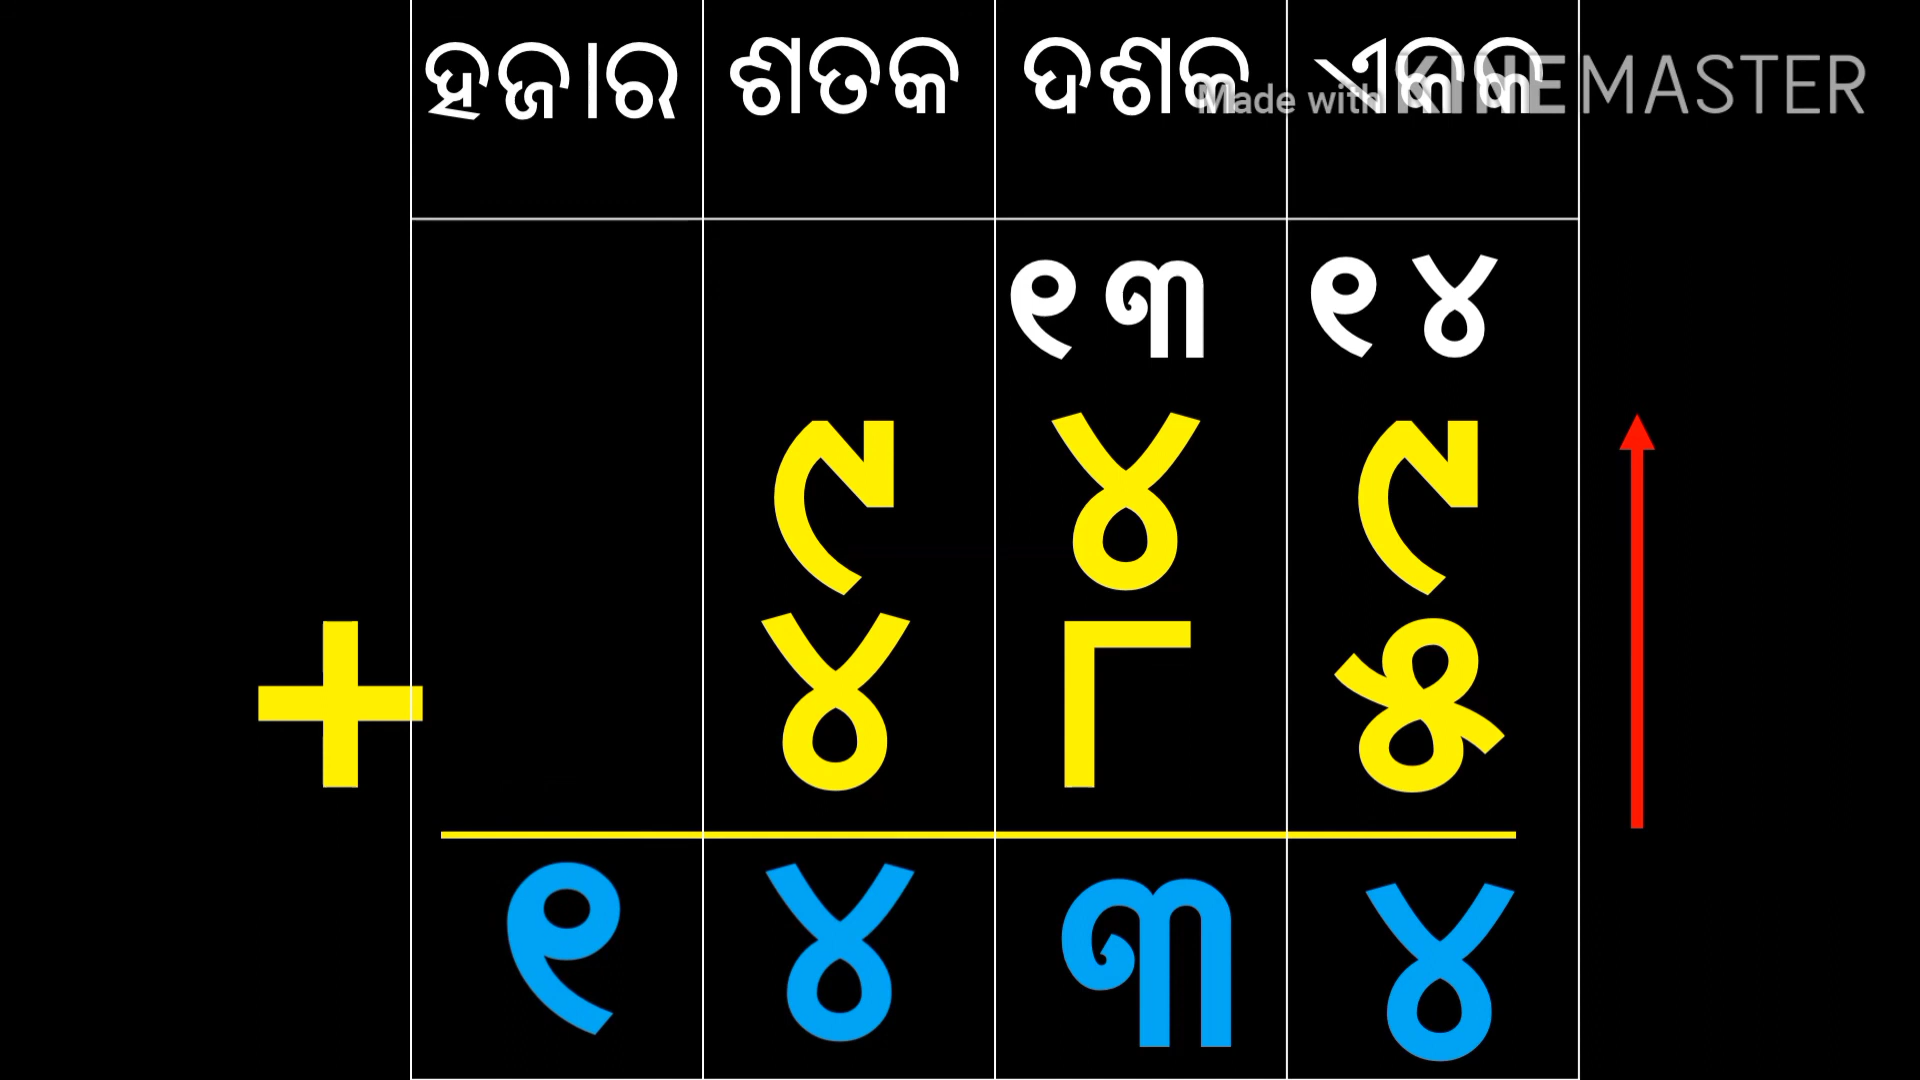 ହଜାର ଶତକ ଦଶକ ଏକକ
Made with KINEMASTER
୧୩ ୧୪
୯ ୪ ୯
+ ୪ ୮ ୫
୧ ୪ ୩ ୪